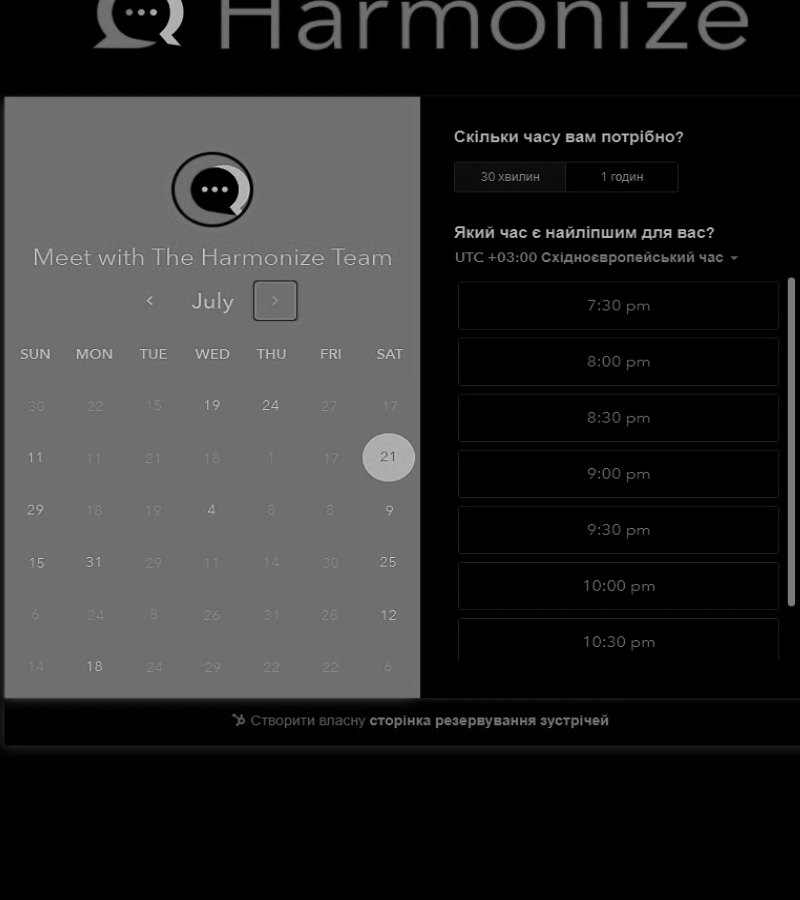 Harmonize
Meet with The Harmonize Team
July
SUN MON TUE WED THU FRI SAT
30 22 15 19 24 27 17
11 11 21 18 1 17 21
29 18 19 4 8 8 9
15 31 29 11 14 30 25
6 24 8 26 31 28 12
14 18 24 29 22 22 6
Скільки часу вам потрібно?
30 хвилин 1 годин
Який час є найліпшим для вас?
UTC +03:00 Східноєвропейський час
7:30 pm
8:00 pm
8:30 pm
9:00 pm
9:30 pm
10:00 pm
10:30 pm
Створити власну сторінка резервування зустрічей